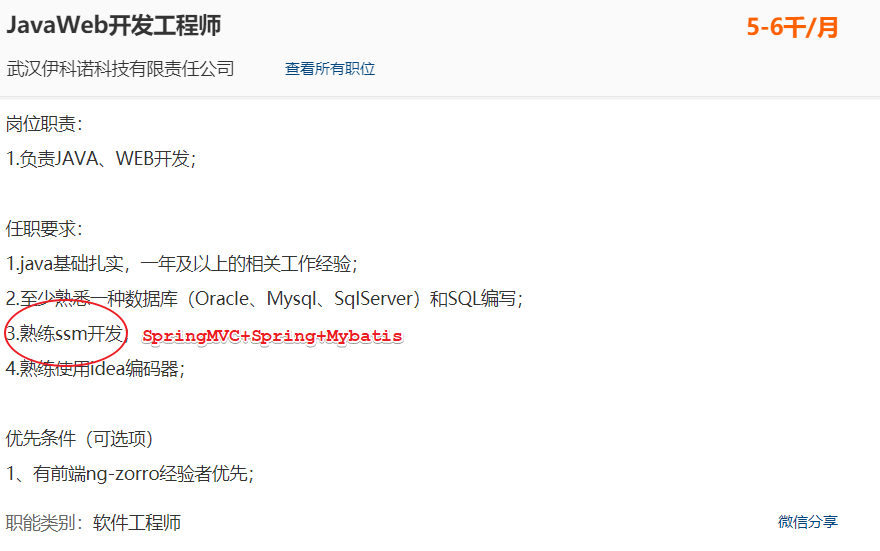 JavaWeb开发工程师
5-6千/月
武汉伊科诺科技有限责任公司 查看所有职位
岗位职责：
1.负责JAVA、WEB开发；
任职要求：
1.java基础扎实，一年及以上的相关工作经验；
2.至少熟悉一种数据库（Oracle、Mysql、SqlServer）和SQL编写；
3.熟练ssm开发， SpringMVC+Spring+Mybatis
4.熟练使用idea编码器；
优先条件（可选项）
1、有前端ng-zorro经验者优先；
职能类别：软件工程师
微信分享